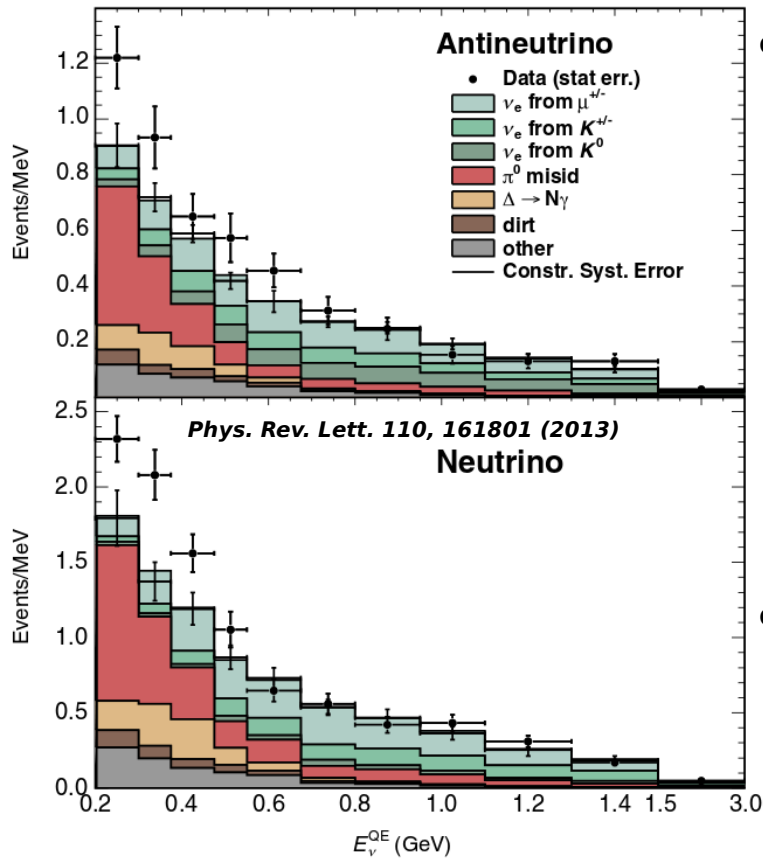 Antineutrino
Data (stat err.)
νe from μ+/-
νe from K+/-
νe from K0
π0 misid
Δ → Nγ
dirt
other
Constr. Syst. Error
Events/MeV
1.2
1.0
0.8
0.6
0.4
0.2
Phys. Rev. Lett. 110, 161801 (2013)
Neutrino
Events/MeV
2.5
2.0
1.5
1.0
0.5
0.0
0.2 0.4 0.6 0.8 1.0 1.2 1.4 1.5 3.0
EνQE (GeV)